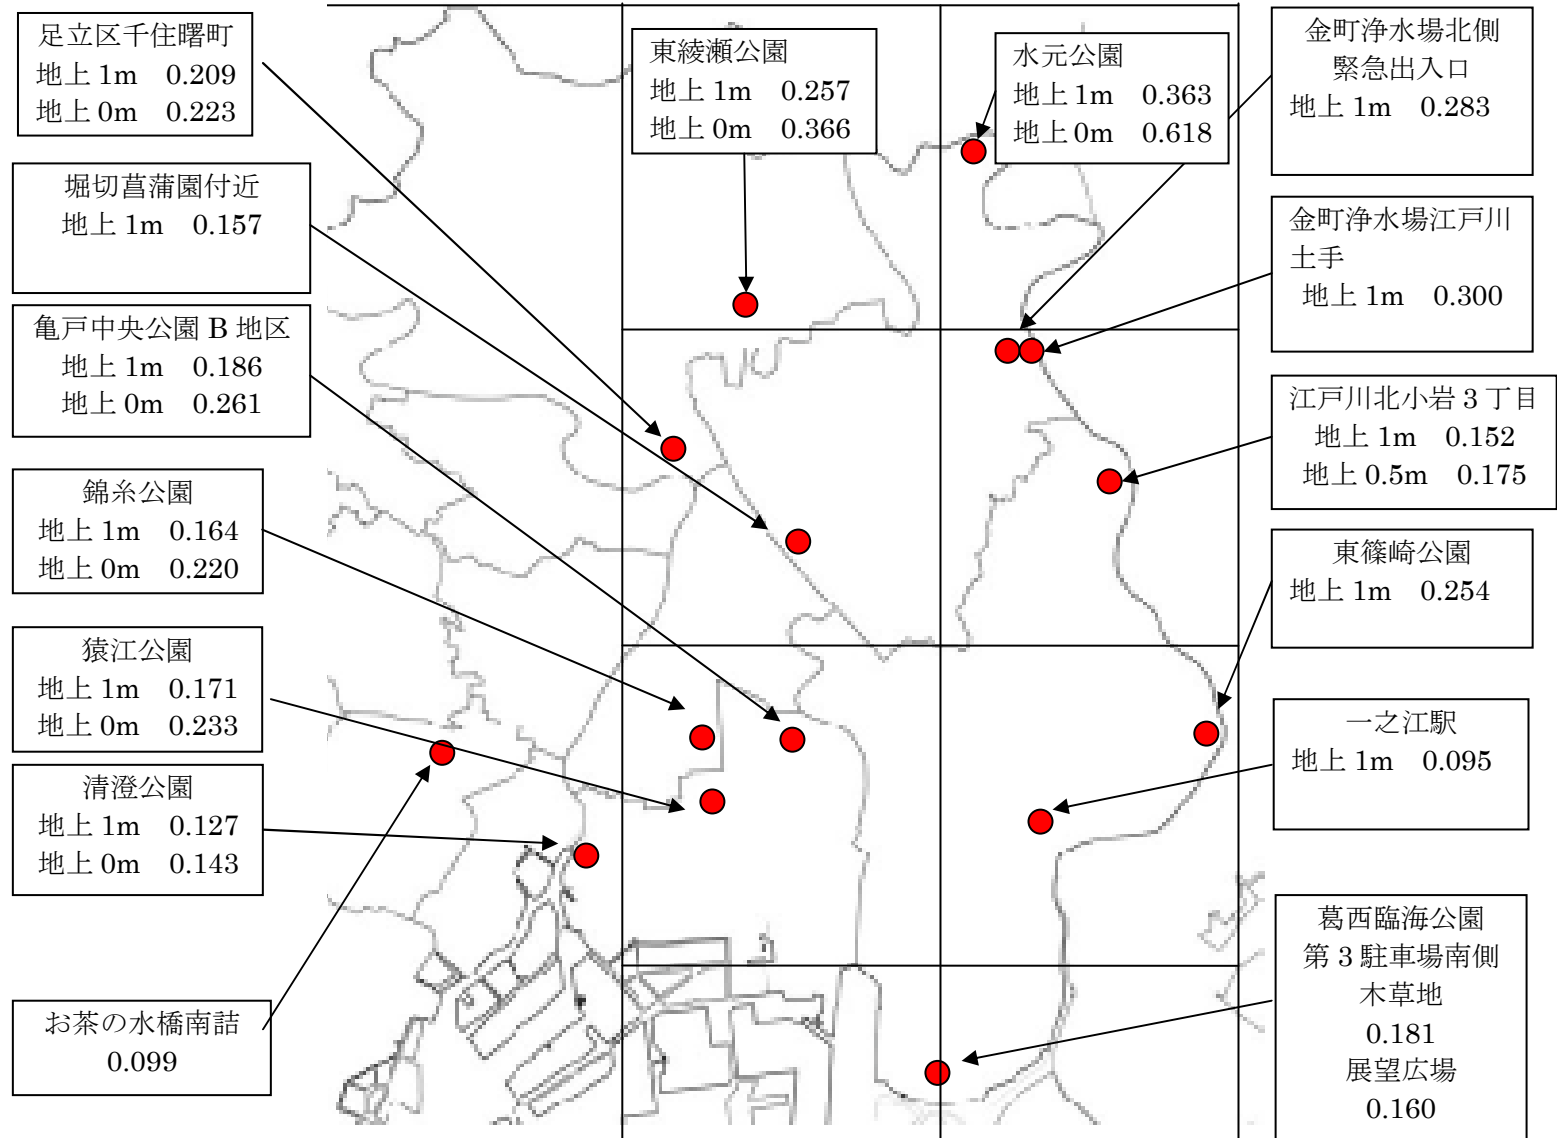 足立区千住曙町
地上 1m 0.209
地上 0m 0.223
堀切菖蒲園付近
地上 1m 0.157
亀戸中央公園 B 地区
地上 1m 0.186
地上 0m 0.261
錦糸公園
地上 1m 0.164
地上 0m 0.220
猿江公園
地上 1m 0.171
地上 0m 0.233
清澄公園
地上 1m 0.127
地上 0m 0.143
お茶の水橋南詰
0.099
東綾瀬公園
地上 1m 0.257
地上 0m 0.366
水元公園
地上 1m 0.363
地上 0m 0.618
金町浄水場北側
緊急出入口
地上 1m 0.283
金町浄水場江戸川
土手
地上 1m 0.300
江戸川北小岩 3 丁目
地上 1m 0.152
地上 0.5m 0.175
東篠崎公園
地上 1m 0.254
一之江駅
地上 1m 0.095
葛西臨海公園
第 3 駐車場南側
木草地
0.181
展望広場
0.160